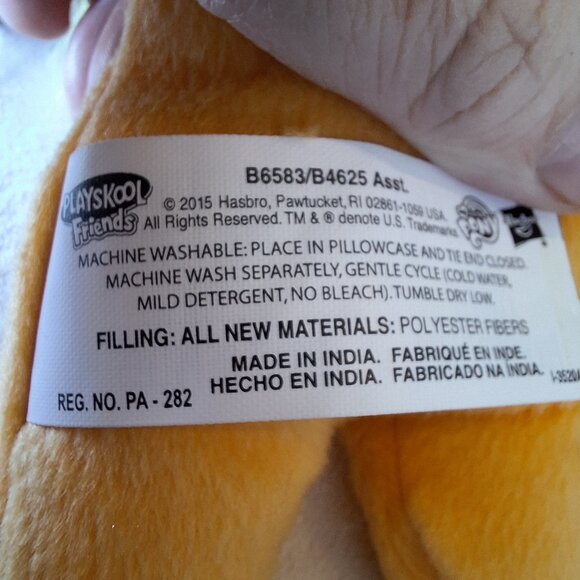 B6583/B4625 Asst.
PLAYSKOOL
Friends
© 2015 Hasbro, Pawtucket, RI 02861-1059 USA.
All Rights Reserved. TM & ® denote U.S. Trademarks.
MACHINE WASHABLE: PLACE IN PILLOWCASE AND TIE END CLOSED.
MACHINE WASH SEPARATELY, GENTLE CYCLE (COLD WATER,
MILD DETERGENT, NO BLEACH). TUMBLE DRY LOW.
FILLING: ALL NEW MATERIALS: POLYESTER FIBERS
MADE IN INDIA. FABRIQUÉ EN INDE.
HECHO EN INDIA. FABRICADO NA ÍNDIA.
REG. NO. PA - 282
I-3520A